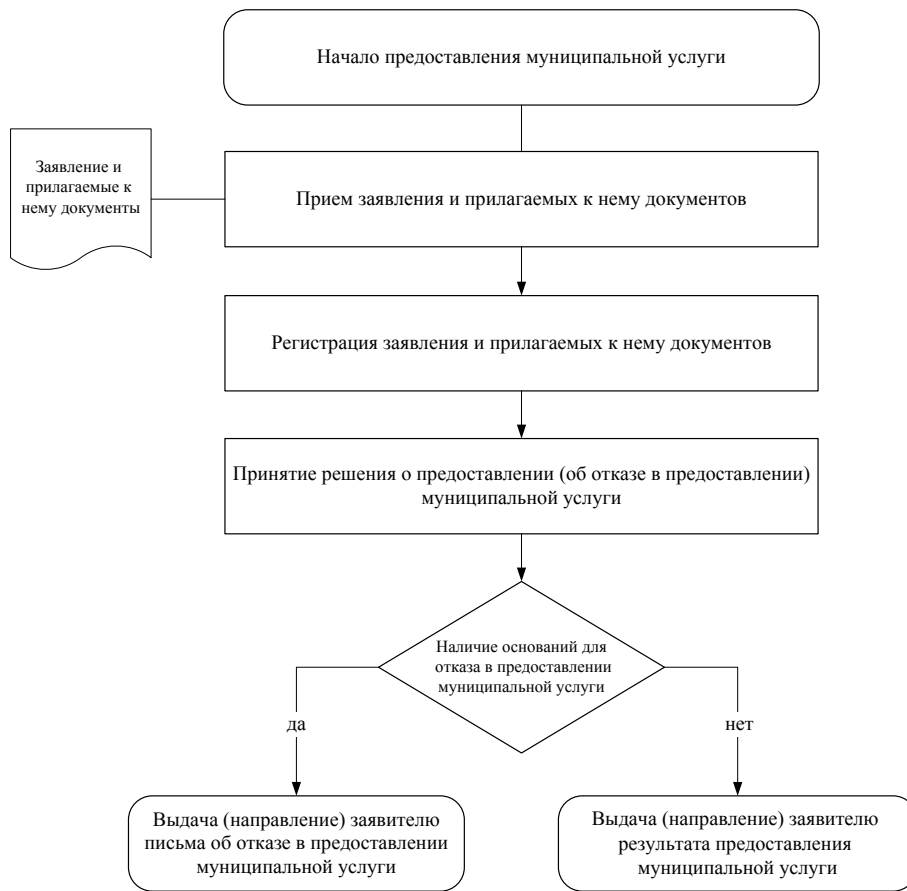 Начало предоставления муниципальной услуги
Заявление и
прилагаемые к
нему документы
Прием заявления и прилагаемых к нему документов
Регистрация заявления и прилагаемых к нему документов
Принятие решения о предоставлении (об отказе в предоставлении)
муниципальной услуги
Наличие оснований для
отказа в предоставлении
муниципальной услуги
да
нет
Выдача (направление) заявителю
письма об отказе в предоставлении
муниципальной услуги
Выдача (направление) заявителю
результата предоставления
муниципальной услуги